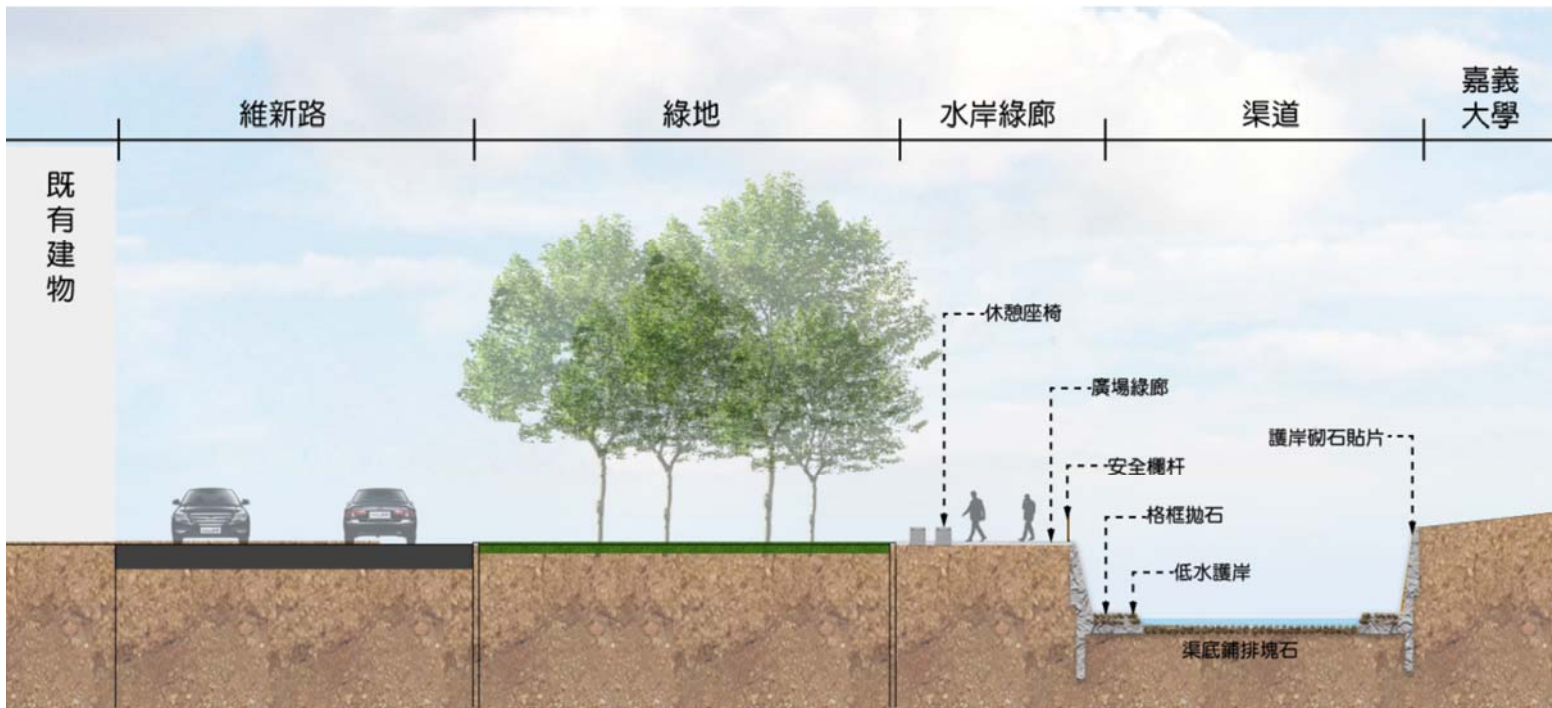 維新路
綠地
水岸綠廊
渠道
嘉義
大學
既有建物
休憩座椅
廣場綠廊
護岸砌石貼片
安全欄杆
格框拋石
低水護岸
渠底鋪排塊石